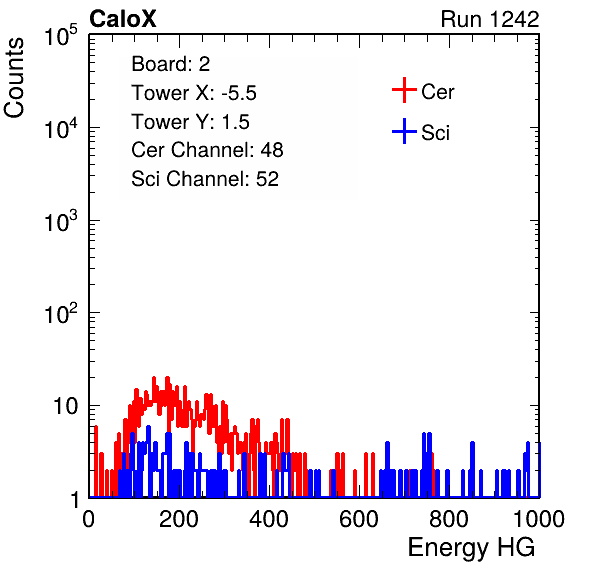 CaloX Run 1242
Board: 2
Tower X: -5.5
Tower Y: 1.5
Cer Channel: 48
Sci Channel: 52
Cer
Sci
Counts
10^5
10^4
10^3
10^2
10
1
0 200 400 600 800 1000
Energy HG